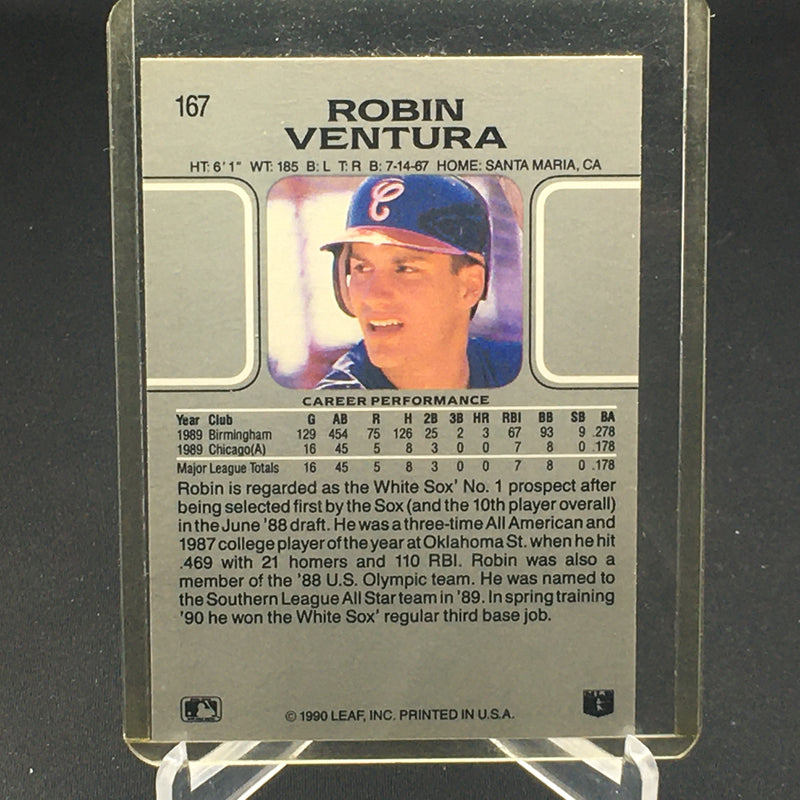 167
ROBIN
VENTURA
HT: 6'1" WT: 185 B: L T: R B: 7-14-67 HOME: SANTA MARIA, CA
C
CAREER PERFORMANCE
Year Club G AB R H 2B 3B HR RBI BB SB BA
1989 Birmingham 129 454 75 126 25 2 3 67 93 9 .278
1989 Chicago(A) 16 45 5 8 3 0 0 7 8 0 .178
Major League Totals 16 45 5 8 3 0 0 7 8 0 .178
Robin is regarded as the White Sox' No. 1 prospect after
being selected first by the Sox (and the 10th player overall)
in the June '88 draft. He was a three-time All American and
1987 college player of the year at Oklahoma St. when he hit
.469 with 21 homers and 110 RBI. Robin was also a
member of the '88 U.S. Olympic team. He was named to
the Southern League All Star team in '89. In spring training
'90 he won the White Sox' regular third base job.
© 1990 LEAF, INC. PRINTED IN U.S.A.